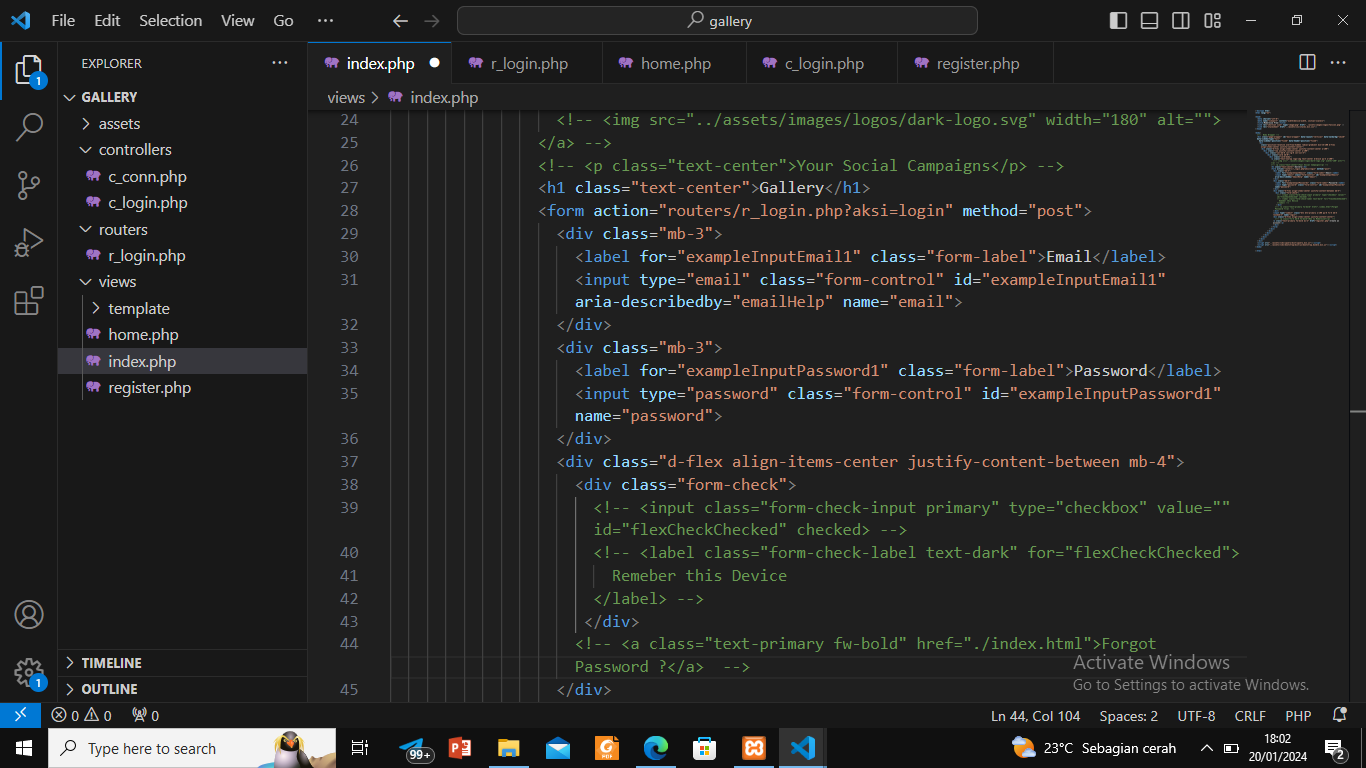 File Edit Selection View Go ···
gallery
EXPLORER ···
GALLERY
assets
controllers
c_conn.php
c_login.php
routers
r_login.php
views
template
home.php
index.php
register.php
TIMELINE
OUTLINE
1
1
index.php r_login.php home.php c_login.php register.php ···
views > index.php
24 <!-- <img src="../assets/images/logos/dark-logo.svg" width="180" alt="">
25 </a> -->
26 <!-- <p class="text-center">Your Social Campaigns</p> -->
27 <h1 class="text-center">Gallery</h1>
28 <form action="routers/r_login.php?aksi=login" method="post">
29 <div class="mb-3">
30 <label for="exampleInputEmail1" class="form-label">Email</label>
31 <input type="email" class="form-control" id="exampleInputEmail1"
aria-describedby="emailHelp" name="email">
32 </div>
33 <div class="mb-3">
34 <label for="exampleInputPassword1" class="form-label">Password</label>
35 <input type="password" class="form-control" id="exampleInputPassword1"
name="password">
36 </div>
37 <div class="d-flex align-items-center justify-content-between mb-4">
38 <div class="form-check">
39 <!-- <input class="form-check-input primary" type="checkbox" value=""
id="flexCheckChecked" checked> -->
40 <!-- <label class="form-check-label text-dark" for="flexCheckChecked">
41 Remeber this Device
42 </label> -->
43 </div>
44 <!-- <a class="text-primary fw-bold" href="./index.html">Forgot
Password ?</a>  -->
45 </div>
Activate Windows
Go to Settings to activate Windows.
0 0 0 Ln 44, Col 104 Spaces: 2 UTF-8 CRLF PHP
Type here to search 99+ 23°C Sebagian cerah 18:02
20/01/2024 2